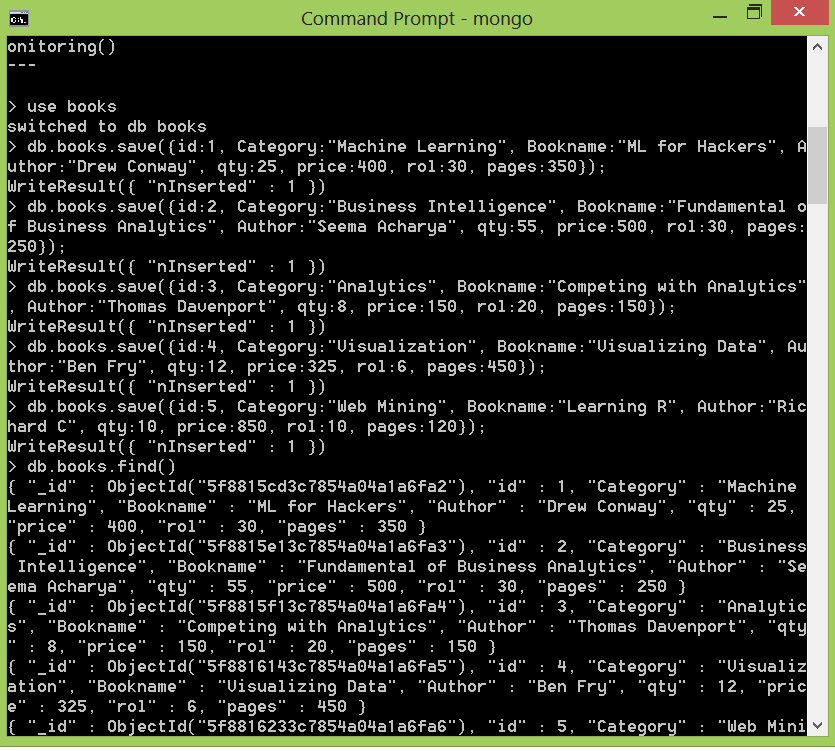 Command Prompt - mongo
onitoring()
---
> use books
switched to db books
> db.books.save({id:1, Category:"Machine Learning", Bookname:"ML for Hackers", A
uthor:"Drew Conway", qty:25, price:400, rol:30, pages:350});
WriteResult({ "nInserted" : 1 })
> db.books.save({id:2, Category:"Business Intelligence", Bookname:"Fundamental o
f Business Analytics", Author:"Seema Acharya", qty:55, price:500, rol:30, pages:
250});
WriteResult({ "nInserted" : 1 })
> db.books.save({id:3, Category:"Analytics", Bookname:"Competing with Analytics"
, Author:"Thomas Davenport", qty:8, price:150, rol:20, pages:150});
WriteResult({ "nInserted" : 1 })
> db.books.save({id:4, Category:"Visualization", Bookname:"Visualizing Data", Au
thor:"Ben Fry", qty:12, price:325, rol:6, pages:450});
WriteResult({ "nInserted" : 1 })
> db.books.save({id:5, Category:"Web Mining", Bookname:"Learning R", Author:"Ric
hard C", qty:10, price:850, rol:10, pages:120});
WriteResult({ "nInserted" : 1 })
> db.books.find()
{ "_id" : ObjectId("5f8815cd3c7854a04a1a6fa2"), "id" : 1, "Category" : "Machine
Learning", "Bookname" : "ML for Hackers", "Author" : "Drew Conway", "qty" : 25,
"price" : 400, "rol" : 30, "pages" : 350 }
{ "_id" : ObjectId("5f8815e13c7854a04a1a6fa3"), "id" : 2, "Category" : "Business
 Intelligence", "Bookname" : "Fundamental of Business Analytics", "Author" : "Se
ema Acharya", "qty" : 55, "price" : 500, "rol" : 30, "pages" : 250 }
{ "_id" : ObjectId("5f8815f13c7854a04a1a6fa4"), "id" : 3, "Category" : "Analytic
s", "Bookname" : "Competing with Analytics", "Author" : "Thomas Davenport", "qty
" : 8, "price" : 150, "rol" : 20, "pages" : 150 }
{ "_id" : ObjectId("5f8816143c7854a04a1a6fa5"), "id" : 4, "Category" : "Visualiz
ation", "Bookname" : "Visualizing Data", "Author" : "Ben Fry", "qty" : 12, "pric
e" : 325, "rol" : 6, "pages" : 450 }
{ "_id" : ObjectId("5f8816233c7854a04a1a6fa6"), "id" : 5, "Category" : "Web Mini